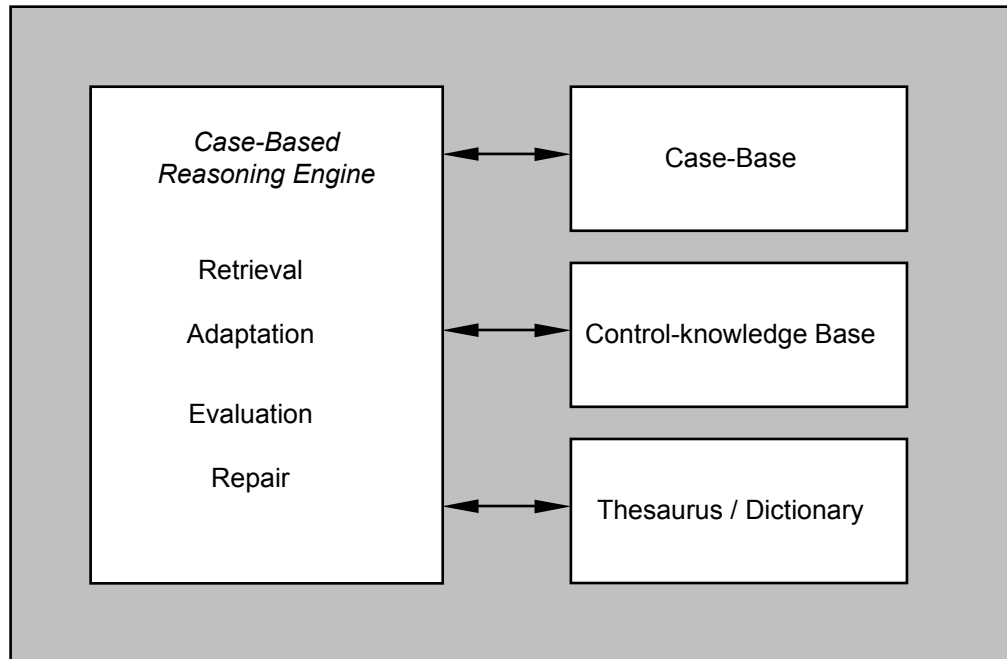 Case-Based
Reasoning Engine
Retrieval
Adaptation
Evaluation
Repair
Case-Base
Control-knowledge Base
Thesaurus / Dictionary